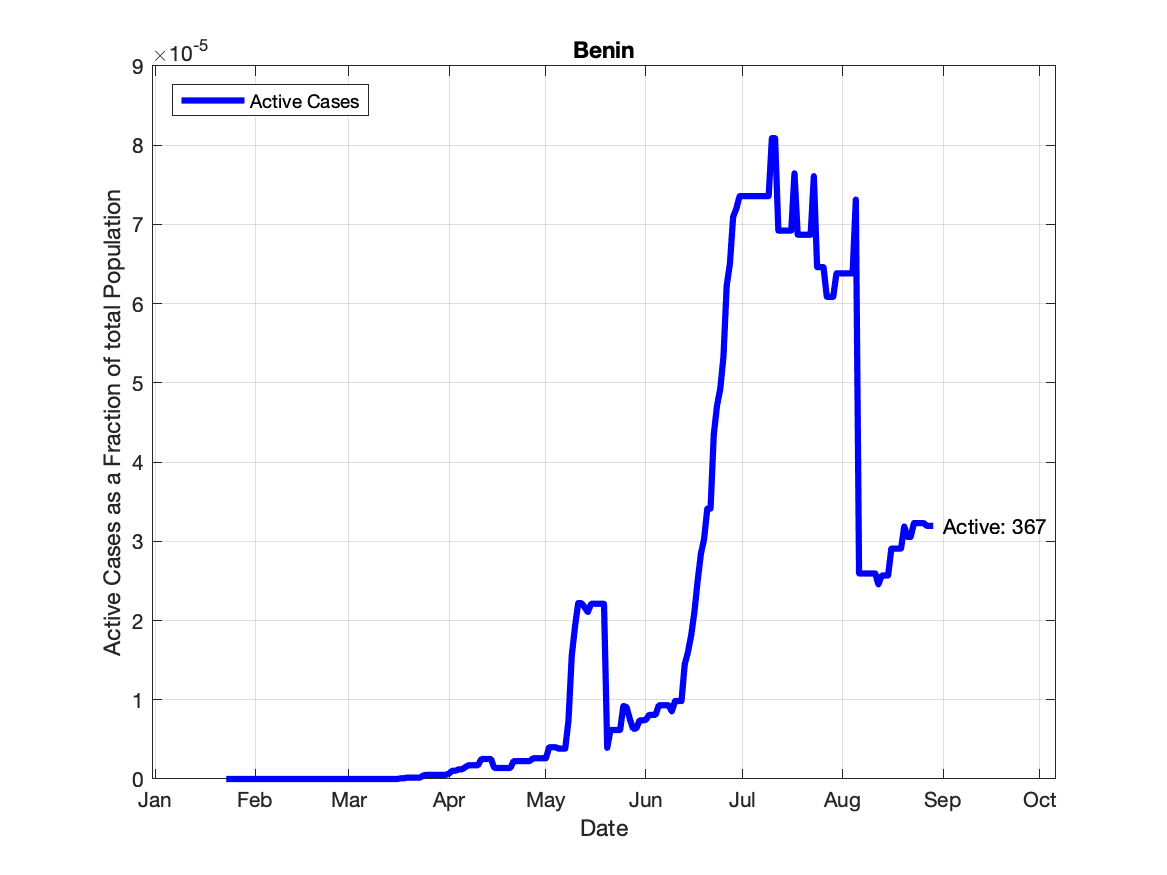 Benin
×10-5
Active Cases
9
8
7
6
5
4
3
2
1
0
Active Cases as a Fraction of total Population
Active: 367
Jan Feb Mar Apr May Jun Jul Aug Sep Oct
Date